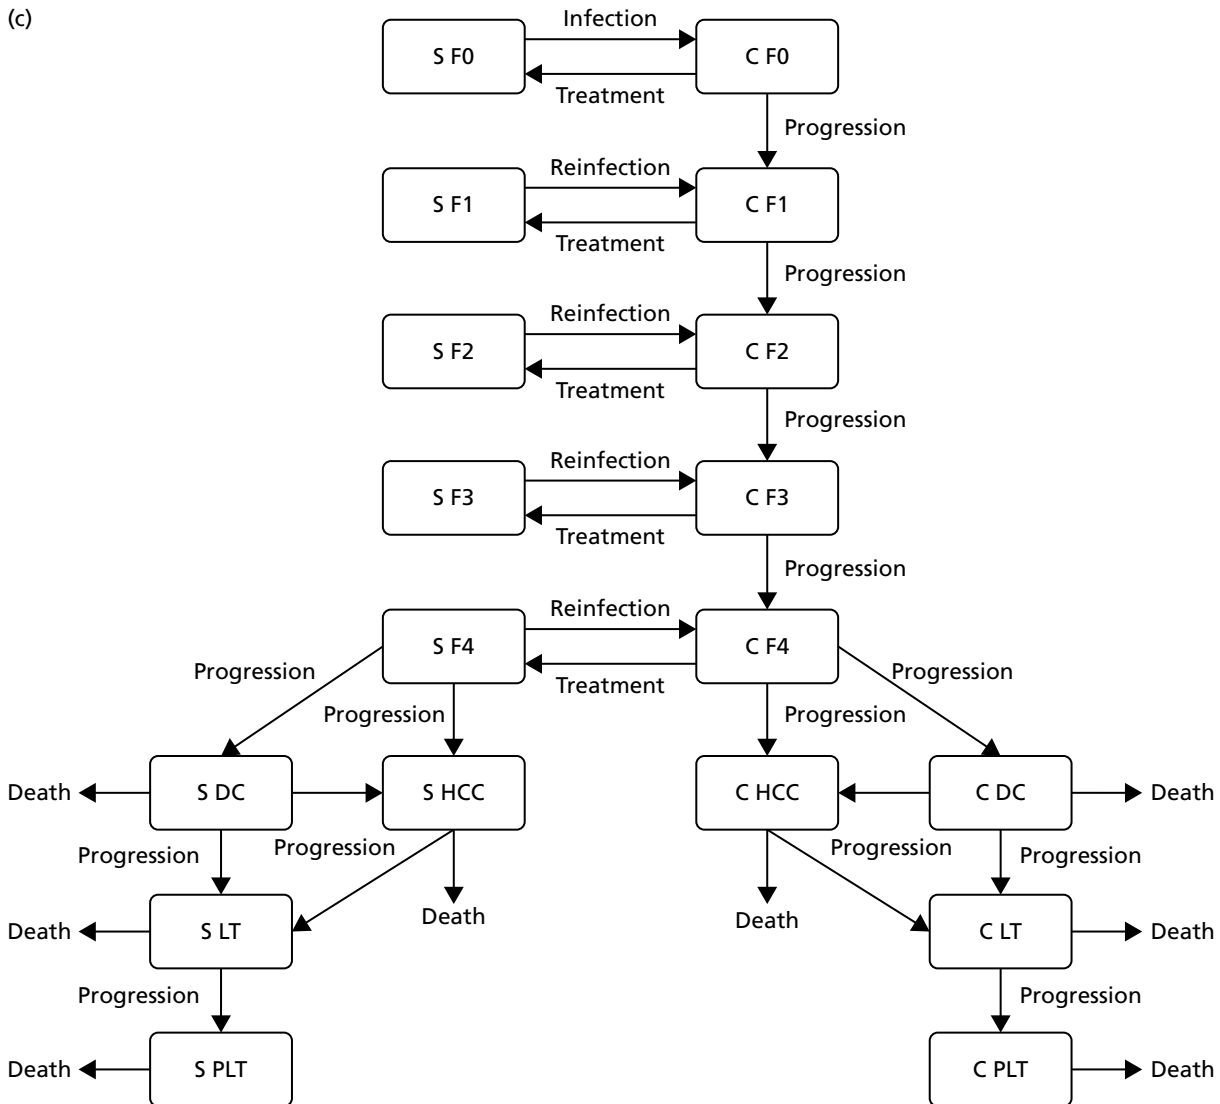 (c)
Infection
S F0
C F0
Treatment
Progression
Reinfection
S F1
C F1
Treatment
Progression
Reinfection
S F2
C F2
Treatment
Progression
Reinfection
S F3
C F3
Treatment
Progression
Reinfection
S F4
C F4
Treatment
Progression
Progression
Progression
Progression
Death
S DC
S HCC
C HCC
C DC
Death
Progression
Progression
Progression
Progression
Death
S LT
Death
Death
C LT
Death
Progression
Progression
Death
S PLT
C PLT
Death